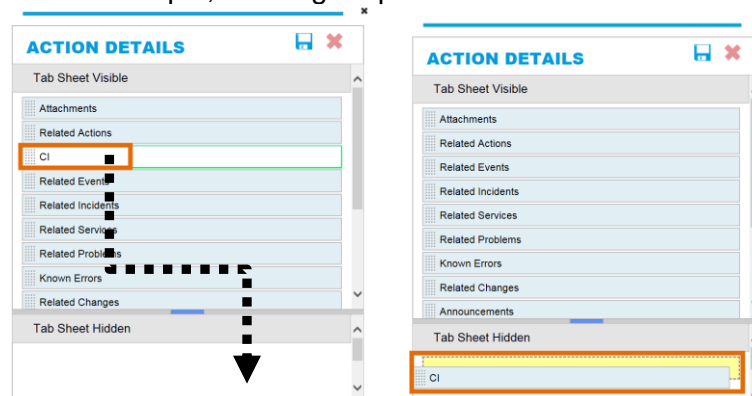 ACTION DETAILS
Tab Sheet Visible
Attachments
Related Actions
CI
Related Events
Related Incidents
Related Services
Related Problems
Known Errors
Related Changes
Tab Sheet Hidden
ACTION DETAILS
Tab Sheet Visible
Attachments
Related Actions
Related Events
Related Incidents
Related Services
Related Problems
Known Errors
Related Changes
Announcements
Tab Sheet Hidden
CI